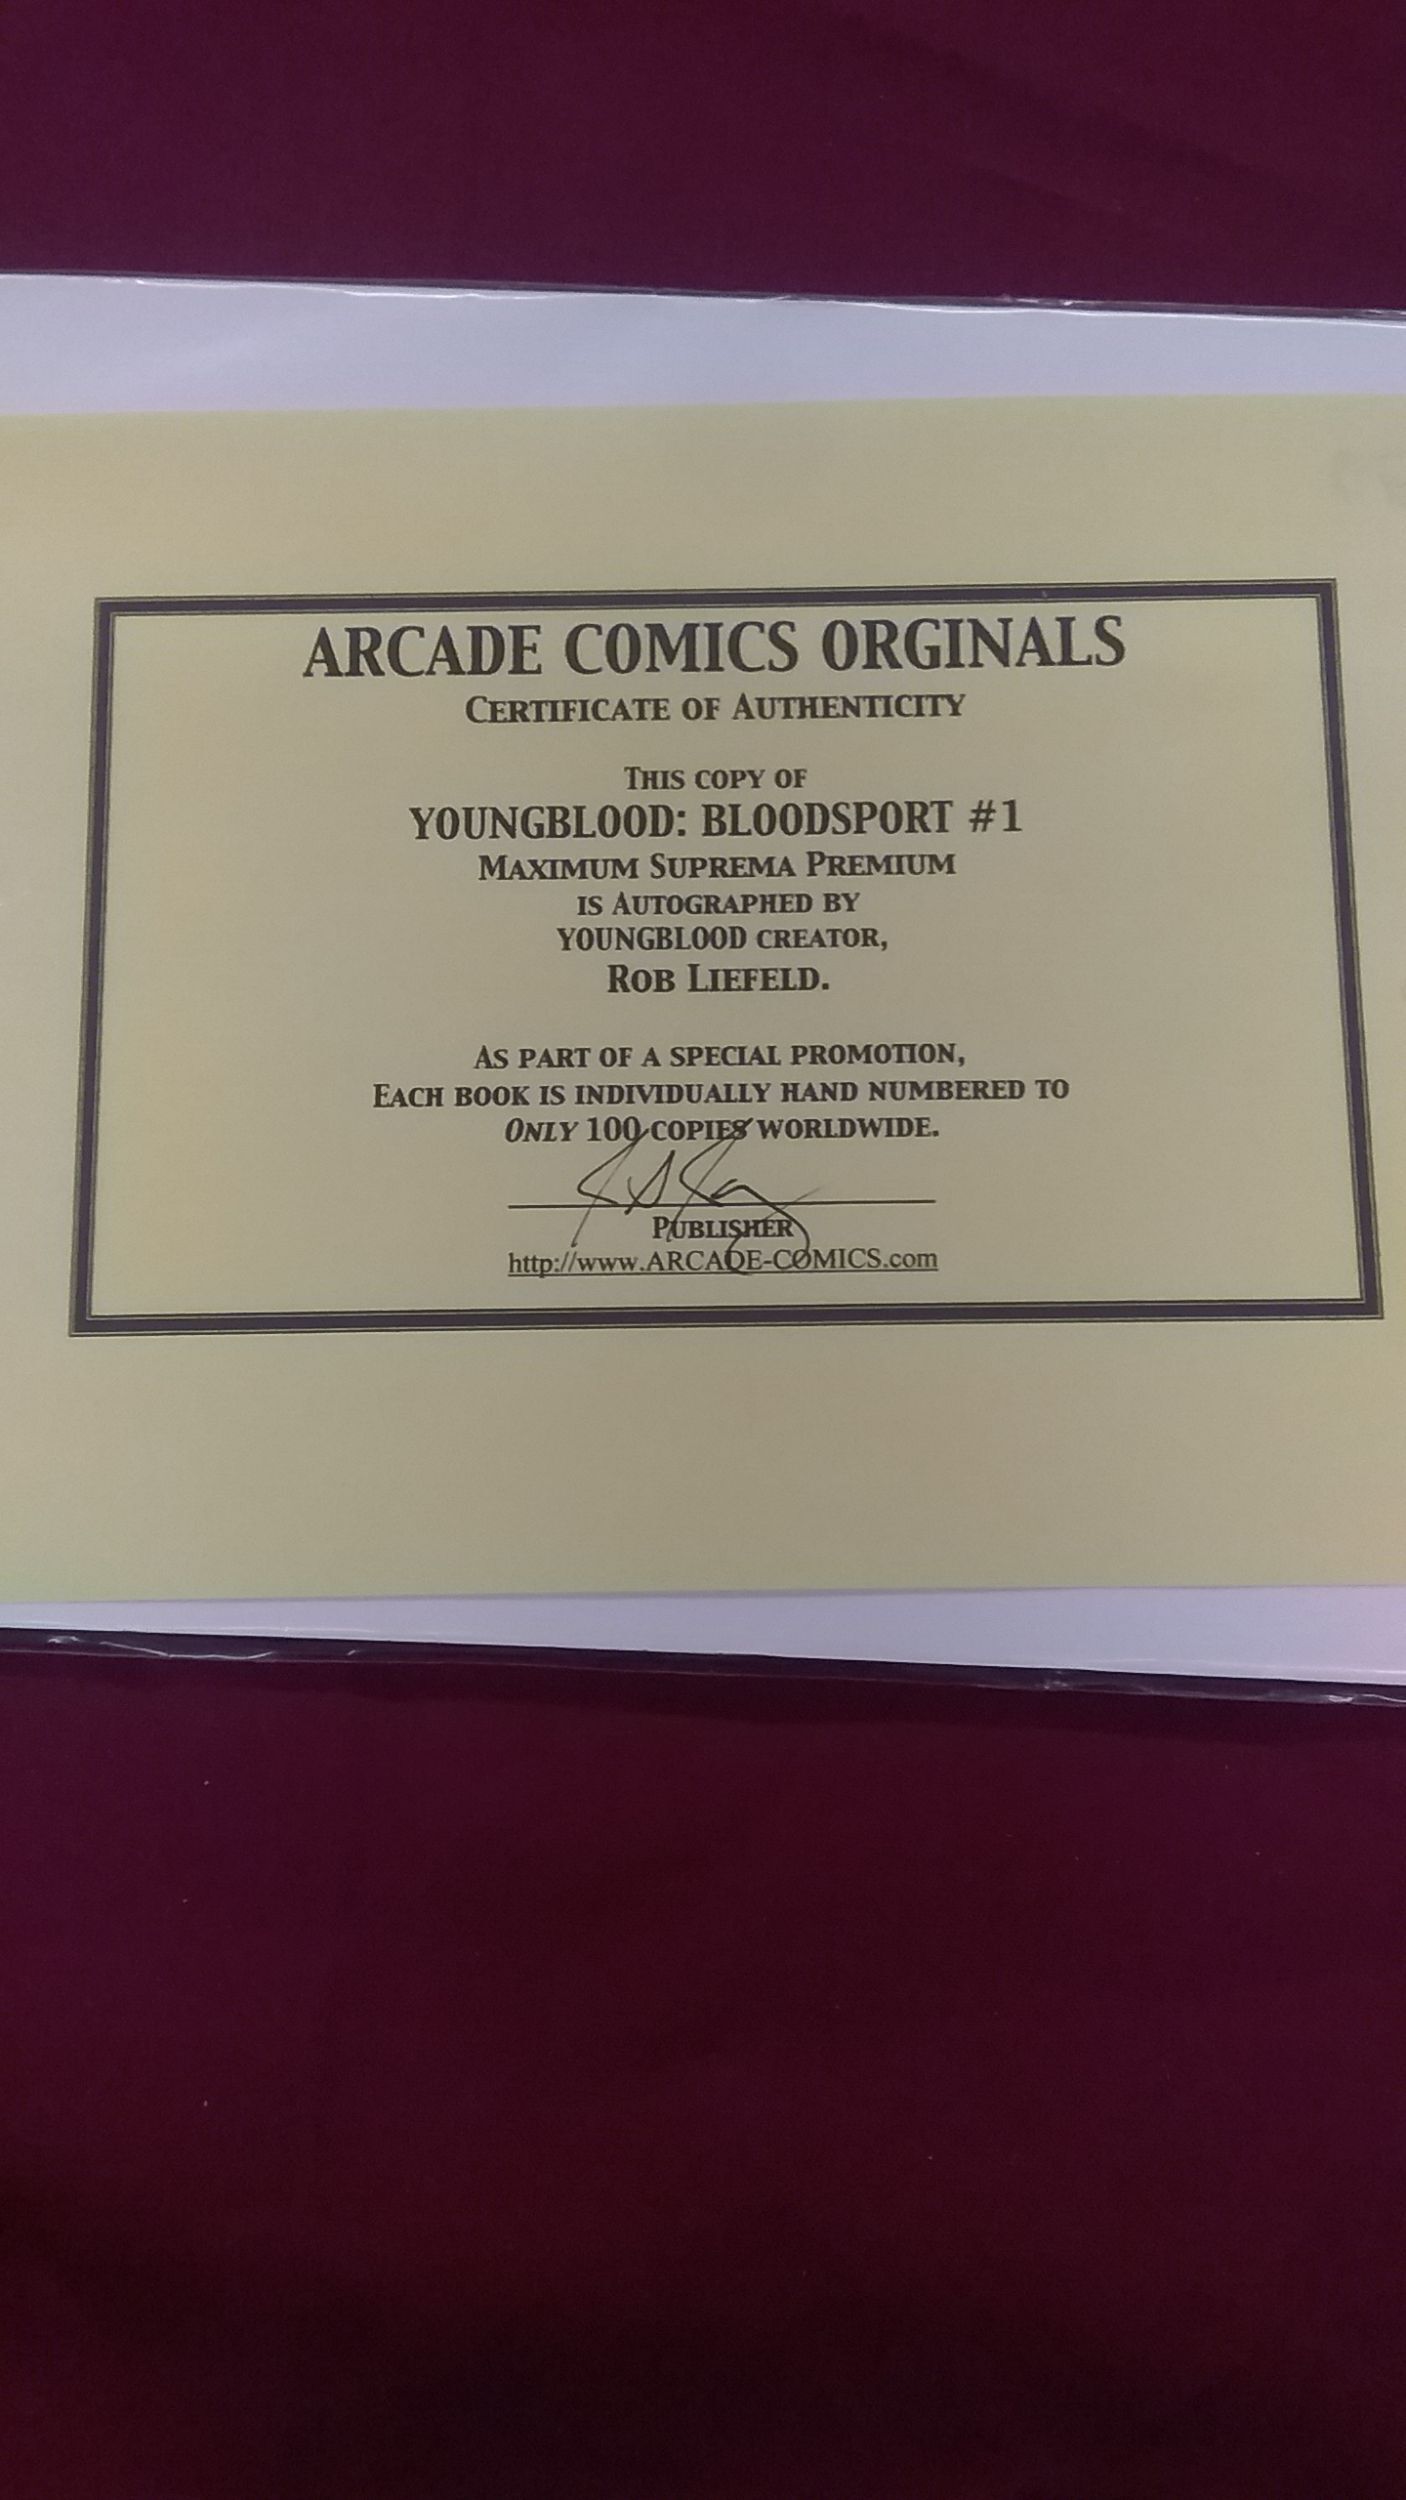 ARCADE COMICS ORGINALS
CERTIFICATE OF AUTHENTICITY
THIS COPY OF
YOUNGBLOOD: BLOODSPORT #1
MAXIMUM SUPREMA PREMIUM
IS AUTOGRAPHED BY
YOUNGBLOOD CREATOR,
ROB LIEFELD.
AS PART OF A SPECIAL PROMOTION,
EACH BOOK IS INDIVIDUALLY HAND NUMBERED TO
ONLY 100 COPIES WORLDWIDE.
PUBLISHER
http://www.ARCADE-COMICS.com